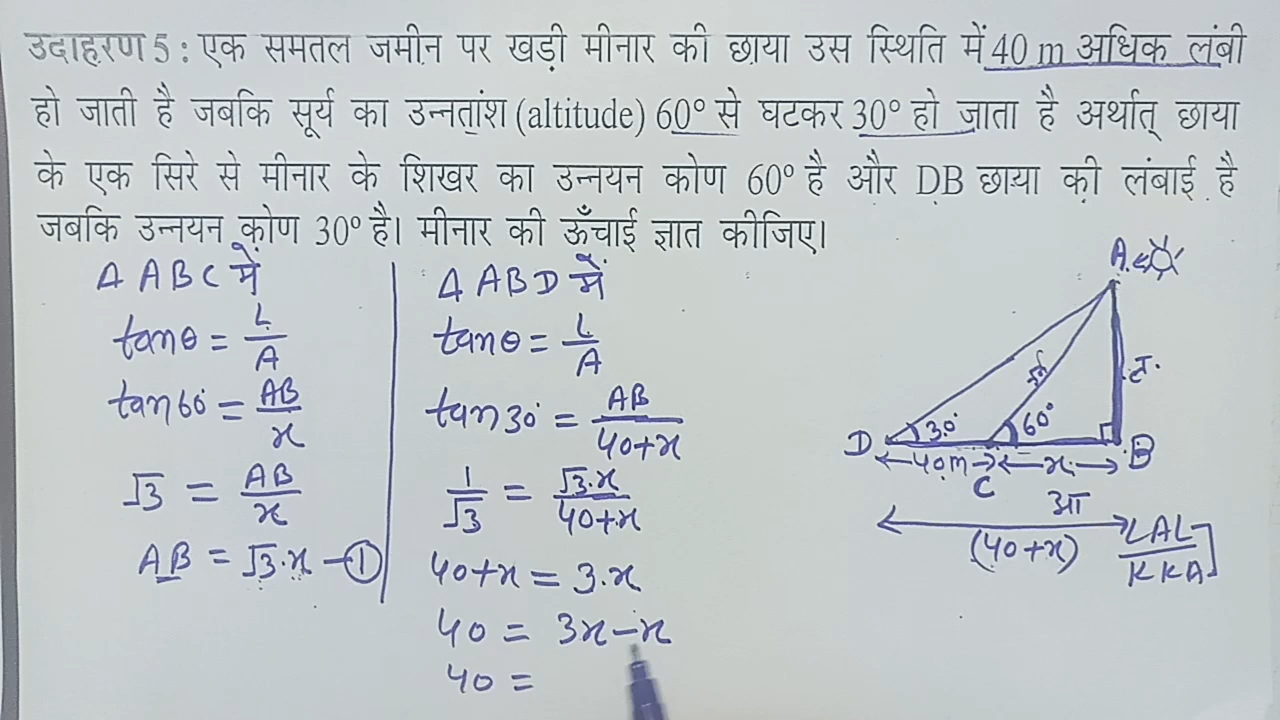 उदाहरण 5 : एक समतल जमीन पर खड़ी मीनार की छाया उस स्थिति में 40 m अधिक लंबी
हो जाती है जबकि सूर्य का उन्नतांश (altitude) 60° से घटकर 30° हो जाता है अर्थात् छाया
के एक सिरे से मीनार के शिखर का उन्नयन कोण 60° है और DB छाया की लंबाई है
जबकि उन्नयन कोण 30° है। मीनार की ऊँचाई ज्ञात कीजिए।
Δ ABC में
tanθ = L/A
tan60° = AB/x
√3 = AB/x
AB = √3.x —①
Δ ABD में
tanθ = L/A
tan30° = AB/40+x
1/√3 = √3.x/40+x
40+x = 3.x
40 = 3x−x
40 =
A
ल.
30°
60°
D
B
40m
x
C
आ
(40+x)
LAL/KKA